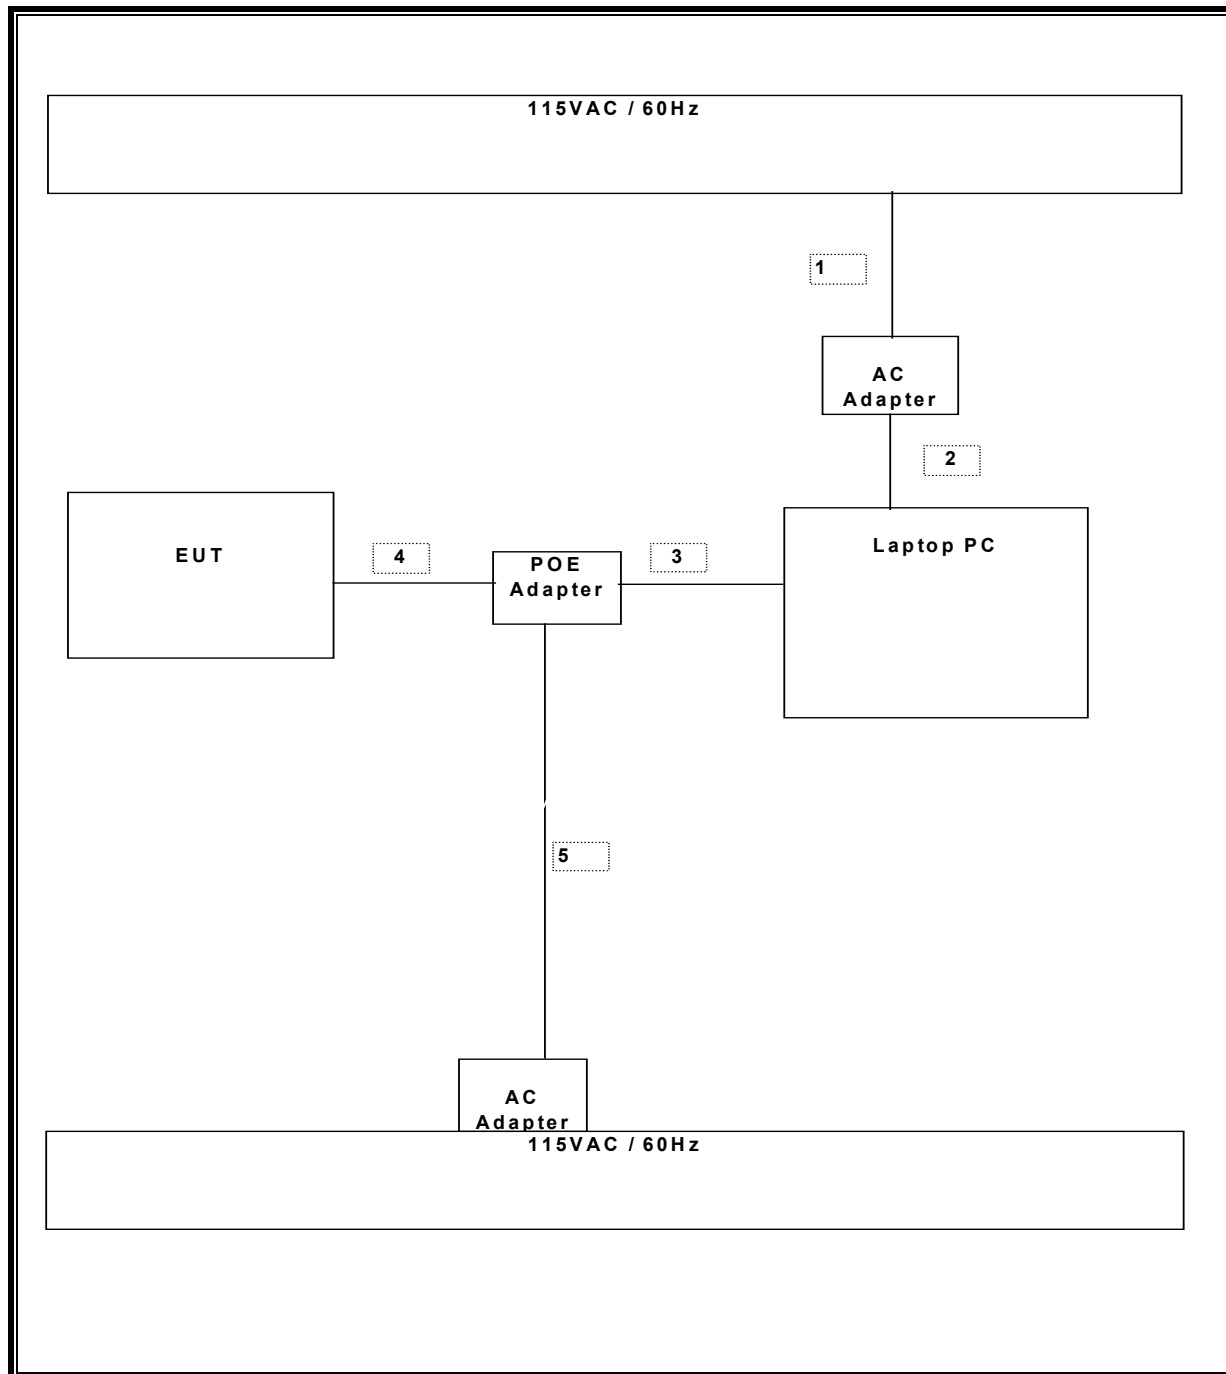 115VAC / 60Hz
1
AC
Adapter
2
EUT
4
POE
Adapter
3
Laptop PC
5
AC
Adapter
115VAC / 60Hz